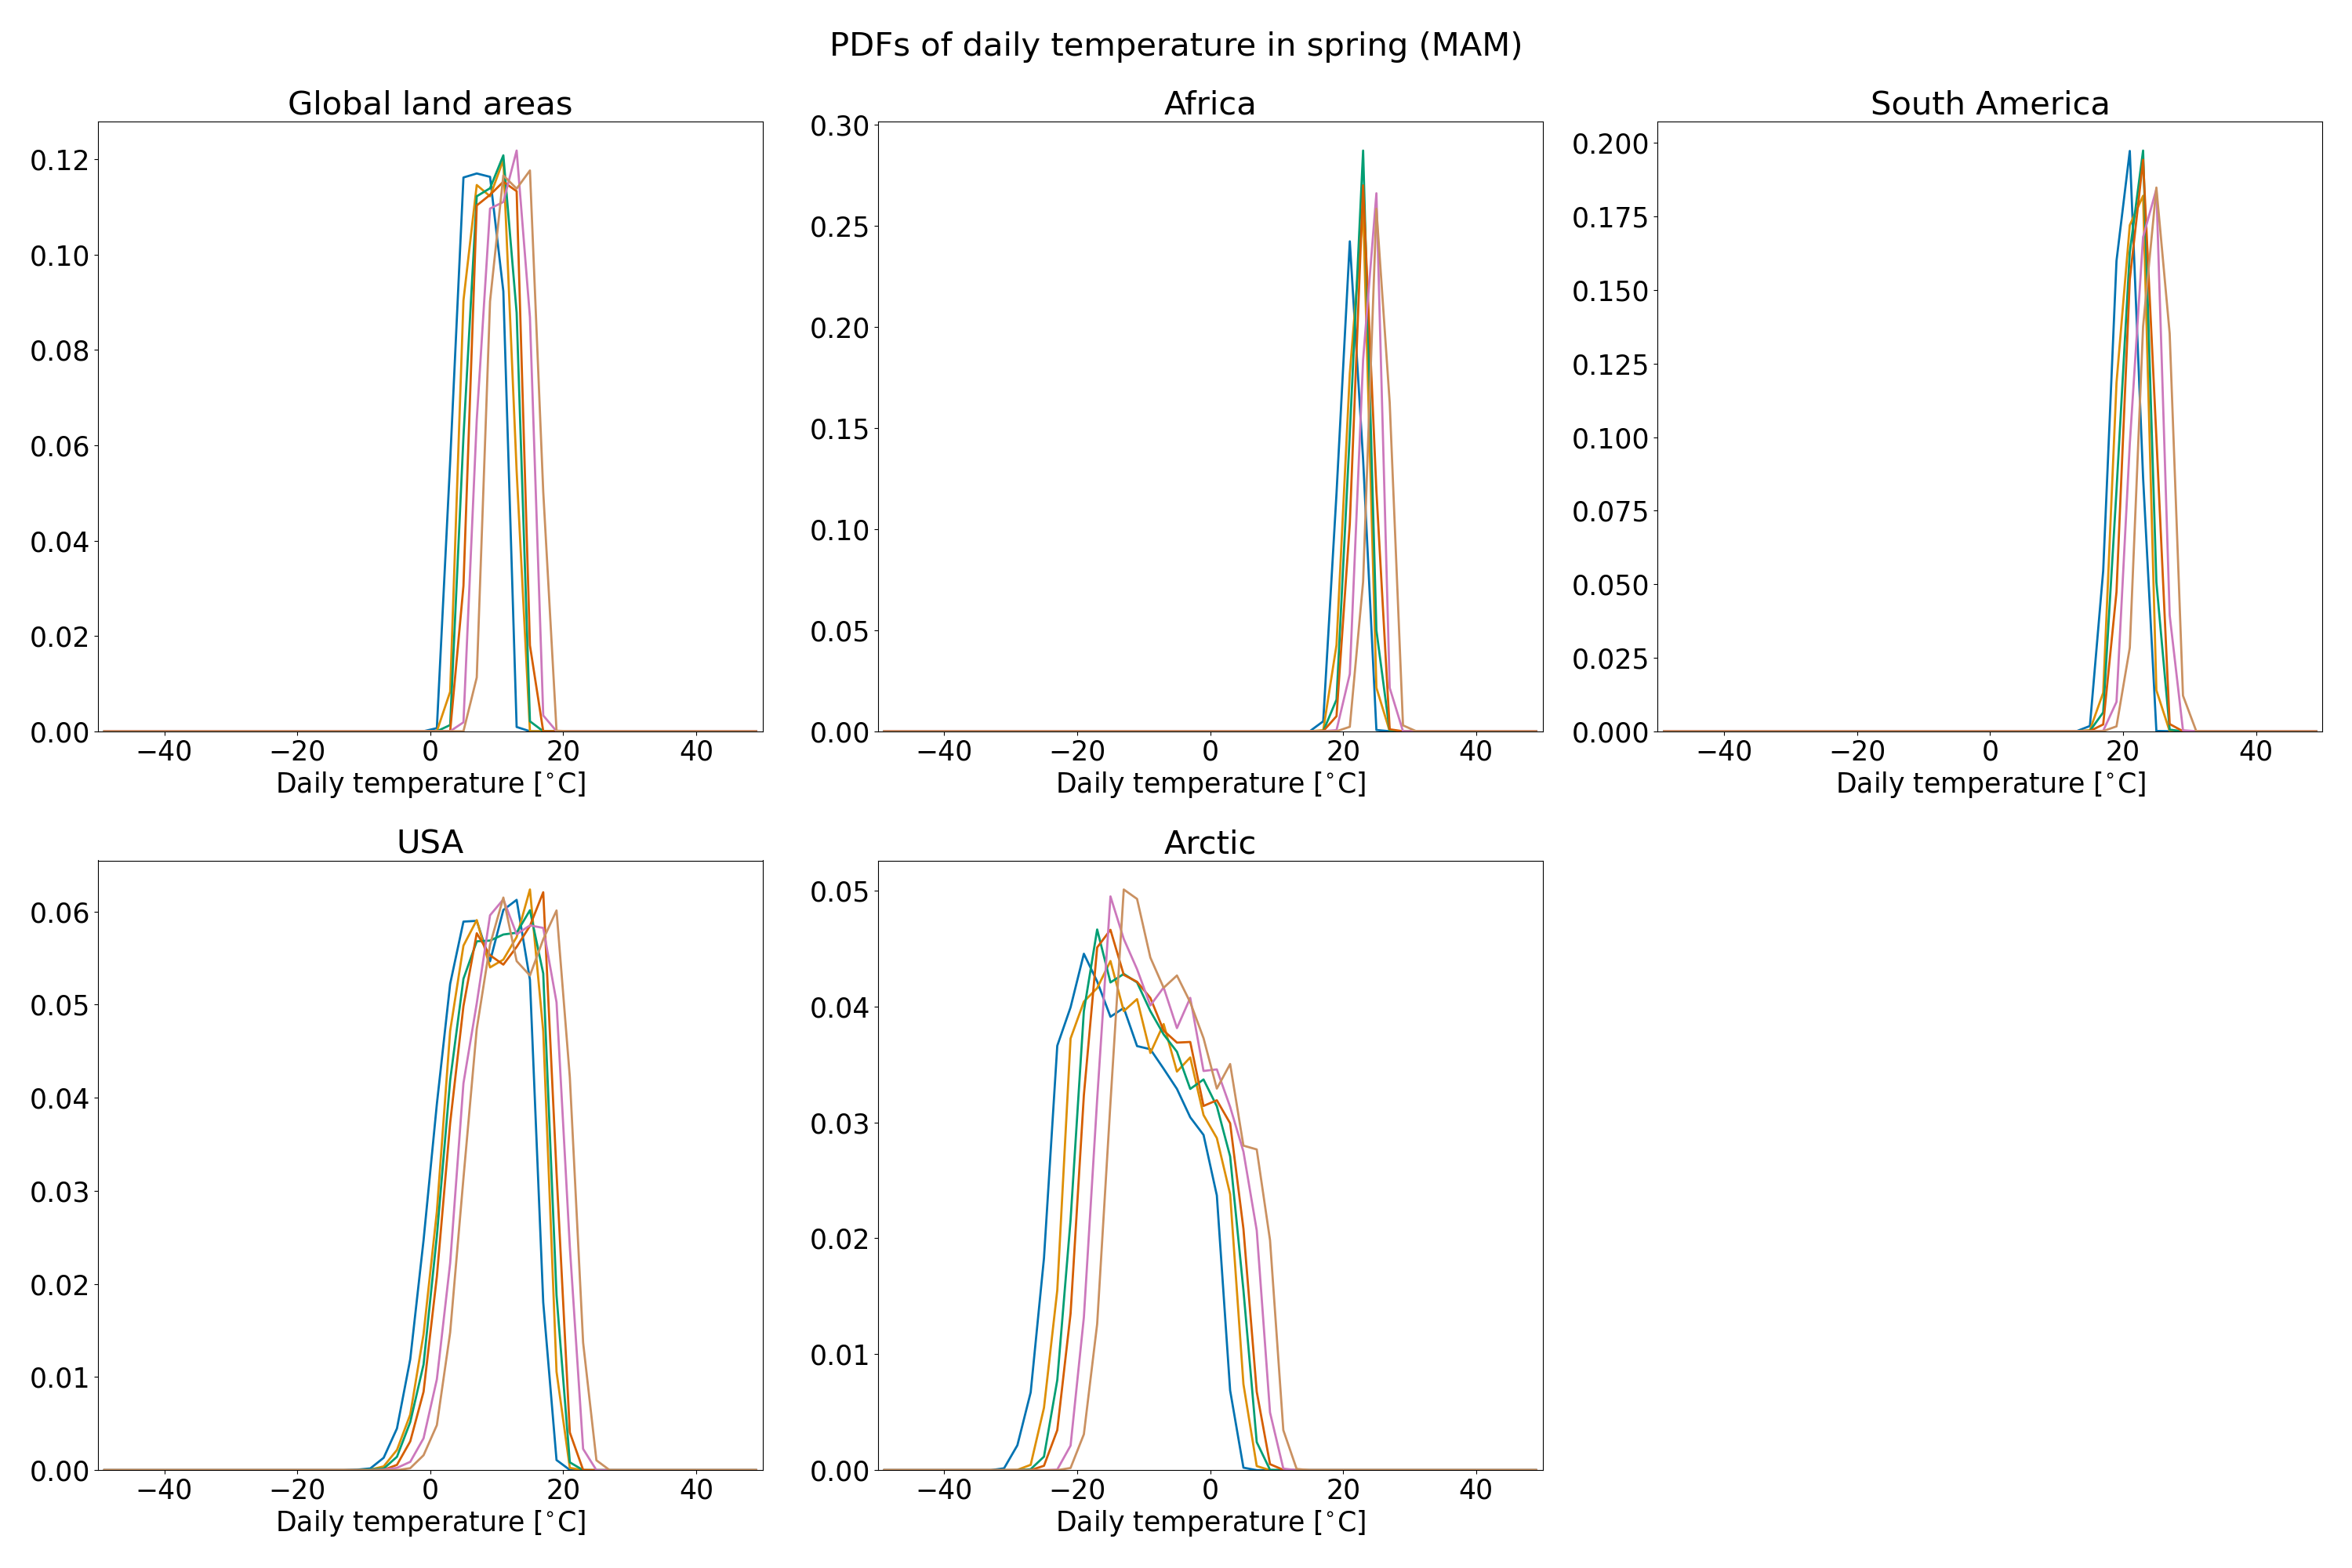 PDFs of daily temperature in spring (MAM)
Global land areas
0.12
0.10
0.08
0.06
0.04
0.02
0.00
−40 −20 0 20 40
Daily temperature [°C]
Africa
0.30
0.25
0.20
0.15
0.10
0.05
0.00
−40 −20 0 20 40
Daily temperature [°C]
South America
0.200
0.175
0.150
0.125
0.100
0.075
0.050
0.025
0.000
−40 −20 0 20 40
Daily temperature [°C]
USA
0.06
0.05
0.04
0.03
0.02
0.01
0.00
−40 −20 0 20 40
Daily temperature [°C]
Arctic
0.05
0.04
0.03
0.02
0.01
0.00
−40 −20 0 20 40
Daily temperature [°C]